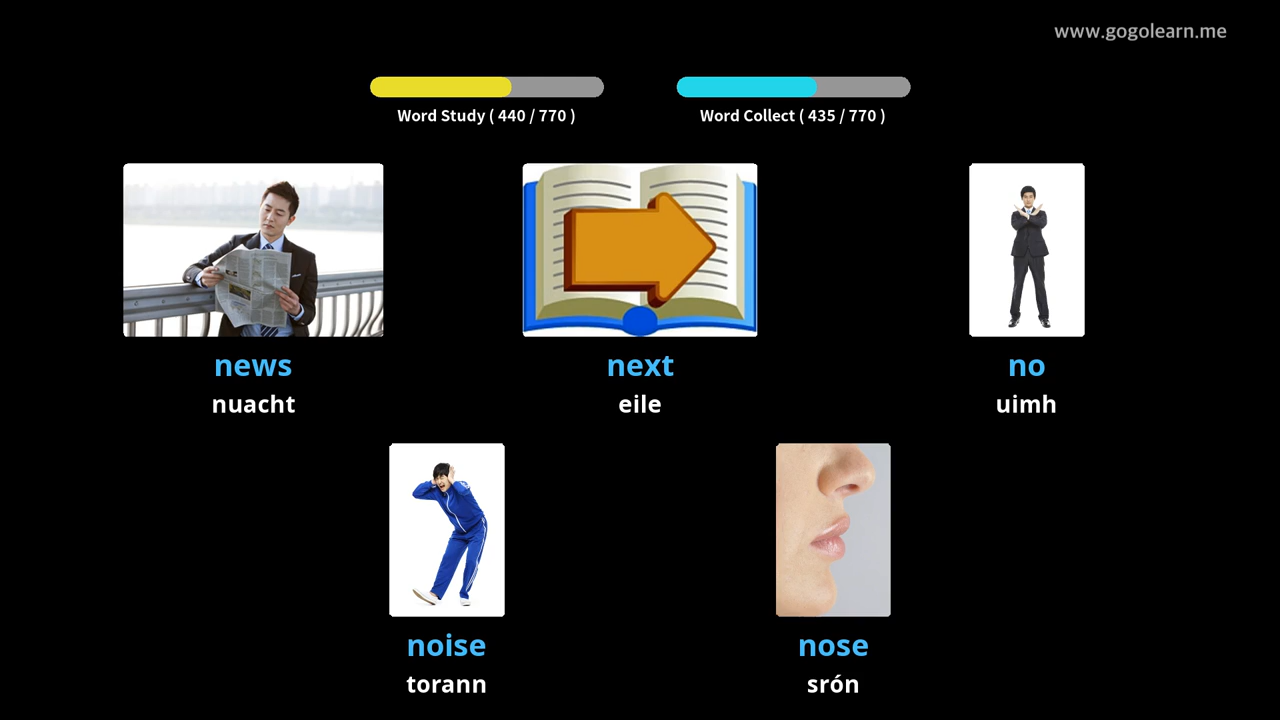 www.gogolearn.me
Word Study ( 440 / 770 )
Word Collect ( 435 / 770 )
news
nuacht
next
eile
no
uimh
noise
torann
nose
srón